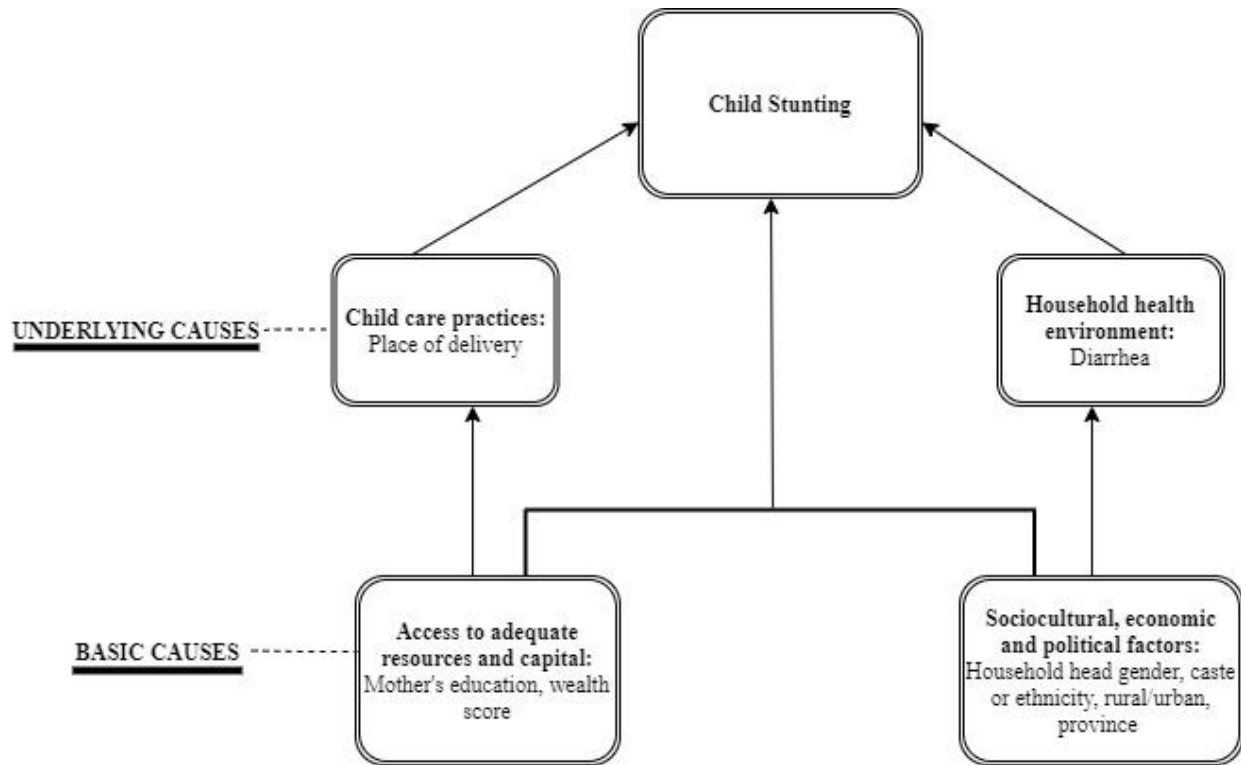 Child Stunting
UNDERLYING CAUSES
Child care practices:
Place of delivery
Household health
environment:
Diarrhea
BASIC CAUSES
Access to adequate
resources and capital:
Mother's education, wealth
score
Sociocultural, economic
and political factors:
Household head gender, caste
or ethnicity, rural/urban,
province